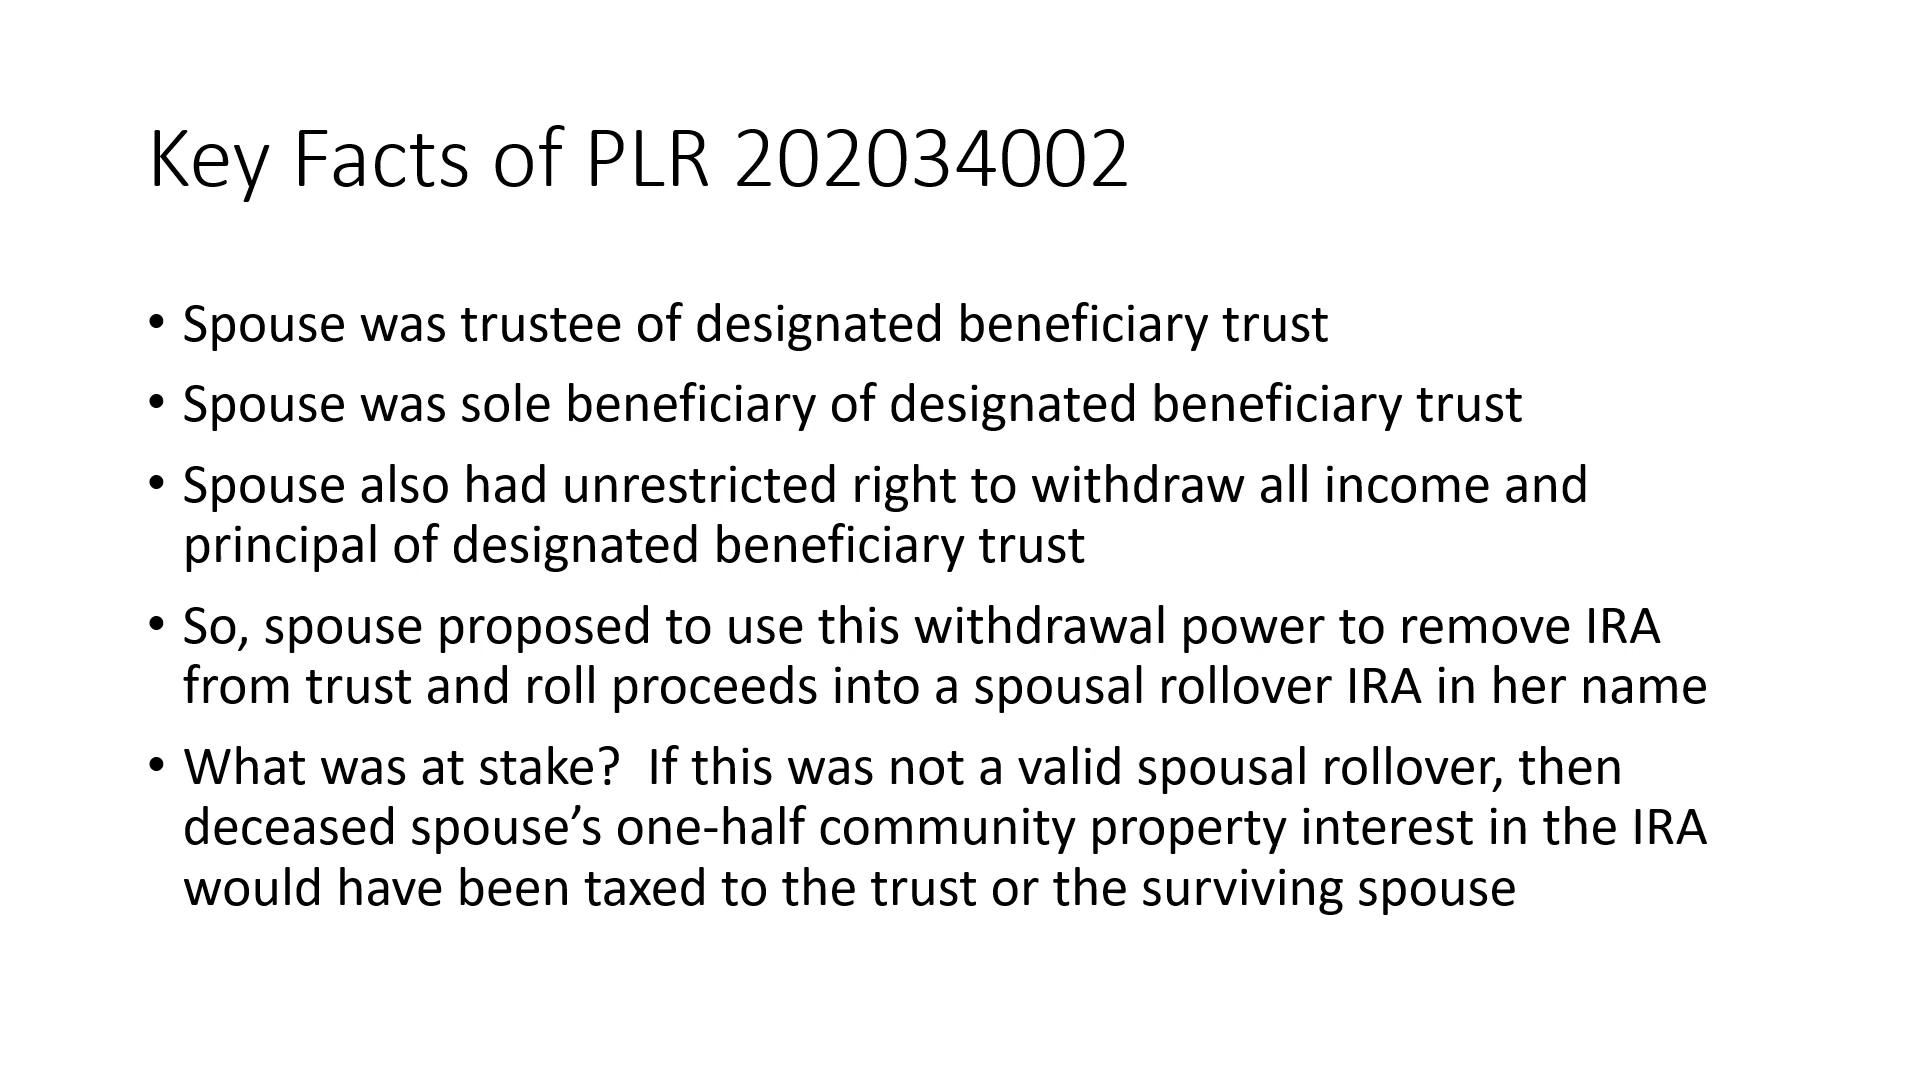 Key Facts of PLR 202034002
• Spouse was trustee of designated beneficiary trust
• Spouse was sole beneficiary of designated beneficiary trust
• Spouse also had unrestricted right to withdraw all income and
principal of designated beneficiary trust
• So, spouse proposed to use this withdrawal power to remove IRA
from trust and roll proceeds into a spousal rollover IRA in her name
• What was at stake?  If this was not a valid spousal rollover, then
deceased spouse’s one-half community property interest in the IRA
would have been taxed to the trust or the surviving spouse